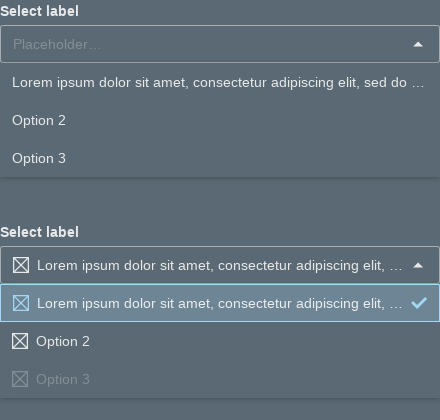 Select label
Placeholder…
Lorem ipsum dolor sit amet, consectetur adipiscing elit, sed do …
Option 2
Option 3
Select label
Lorem ipsum dolor sit amet, consectetur adipiscing elit, …
Lorem ipsum dolor sit amet, consectetur adipiscing elit, …
Option 2
Option 3